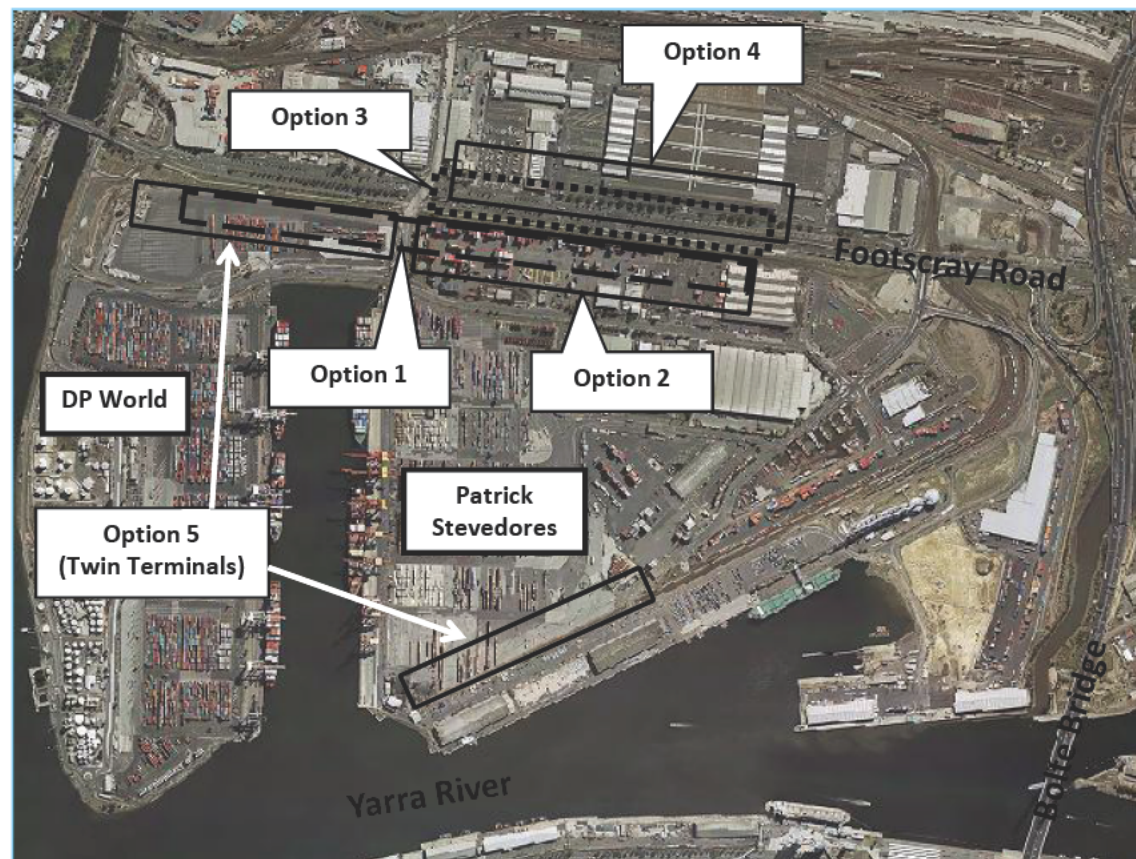 Option 4
Option 3
Footscray Road
Option 1
Option 2
DP World
Patrick
Stevedores
Option 5
(Twin Terminals)
Bolte Bridge
Yarra River